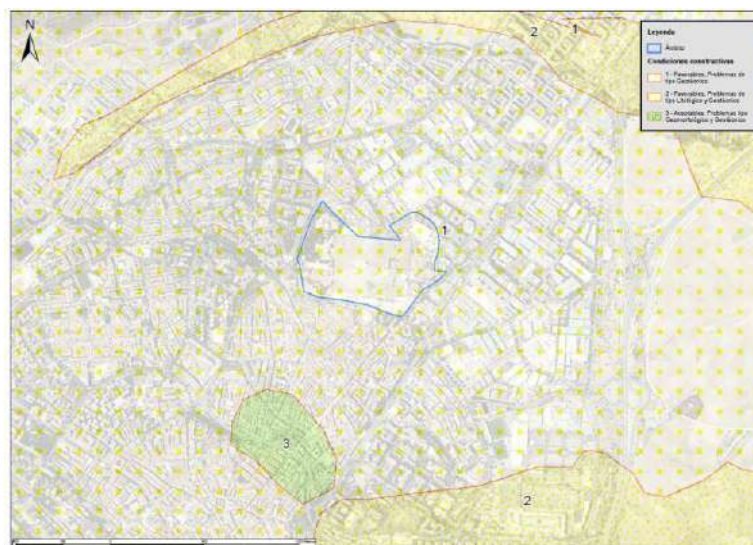 N
2
1
Leyenda
Ámbito
Condiciones constructivas
1 - Favorables. Problemas de
tipo Geotécnico
2 - Favorables. Problemas de
tipo Litológico y Geotécnico
3 - Aceptables. Problemas tipo
Geomorfológico y Geotécnico
1
3
2